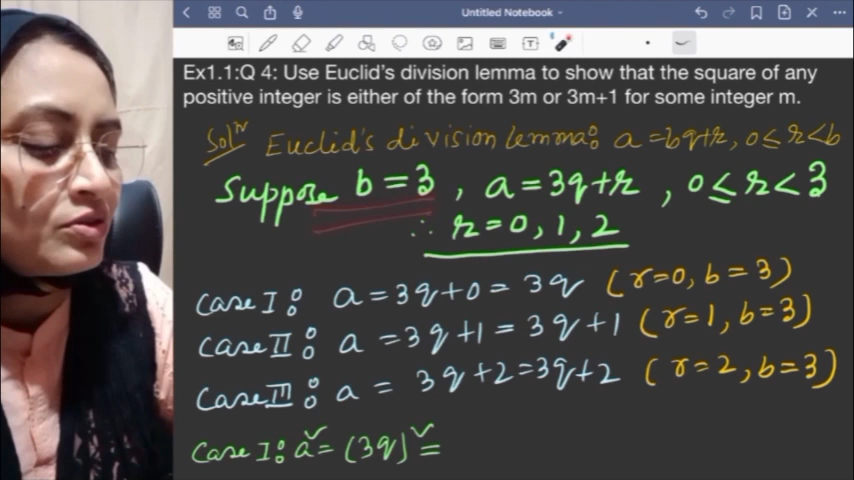 Untitled Notebook
Ex1.1:Q 4: Use Euclid's division lemma to show that the square of any
positive integer is either of the form 3m or 3m+1 for some integer m.
Solⁿ Euclid's division lemma: a = bq+r, 0 ≤ r < b
Suppose b = 3, a = 3q+r, 0 ≤ r < 3
∴ r = 0, 1, 2
Case I: a = 3q+0 = 3q (r=0, b=3)
Case II: a = 3q+1 = 3q+1 (r=1, b=3)
Case III: a = 3q+2 = 3q+2 (r=2, b=3)
Case I: a² = (3q)² =